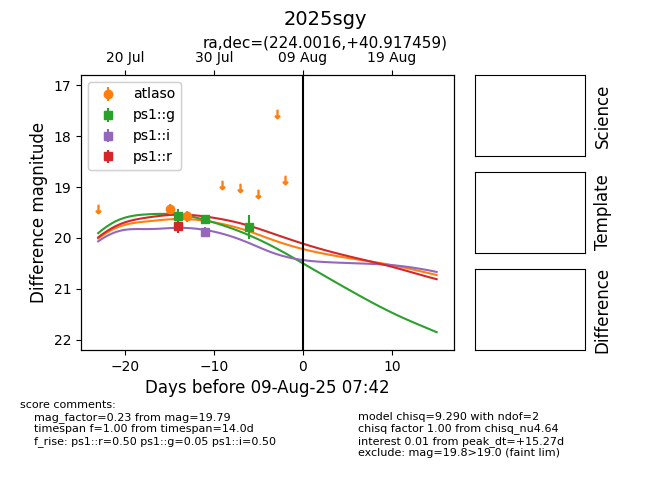 2025sgy
ra,dec=(224.0016,+40.917459)
20 Jul 30 Jul 09 Aug 19 Aug
17
18
19
20
21
22
Difference magnitude
atlaso
ps1::g
ps1::i
ps1::r
−20 −10 0 10
Days before 09-Aug-25 07:42
Science
Template
Difference
score comments:
mag_factor=0.23 from mag=19.79
timespan f=1.00 from timespan=14.0d
f_rise: ps1::r=0.50 ps1::g=0.05 ps1::i=0.50
model chisq=9.290 with ndof=2
chisq factor 1.00 from chisq_nu4.64
interest 0.01 from peak_dt=+15.27d
exclude: mag=19.8>19.0 (faint lim)